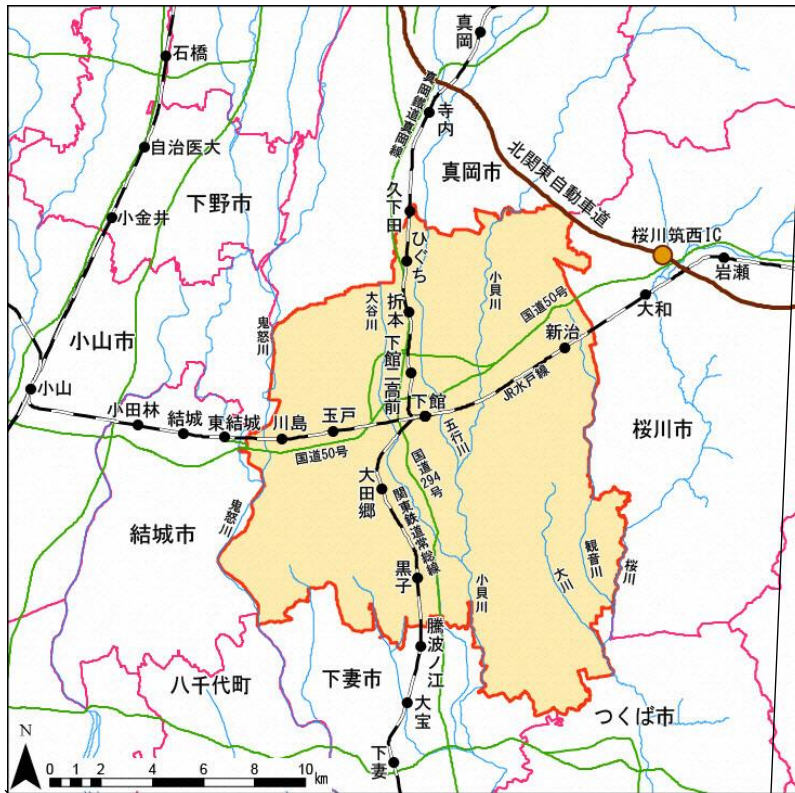 真岡
石橋
真岡鐵道真岡線
寺内
自治医大
真岡市
北関東自動車道
下野市
小金井
久下田
桜川筑西IC
ひぐち
岩瀬
小貝川
大谷川
折本
国道50号
大和
鬼怒川
小山市
新治
下館二高前
JR水戸線
小山
小田林
結城
東結城
川島
玉戸
下館
五行川
桜川市
国道50号
国道294号
大田郷
関東鉄道常総線
鬼怒川
結城市
観音川
桜川
大川
黒子
小貝川
騰波ノ江
八千代町
下妻市
大宝
つくば市
N
下妻
0 1 2 4 6 8 10
km